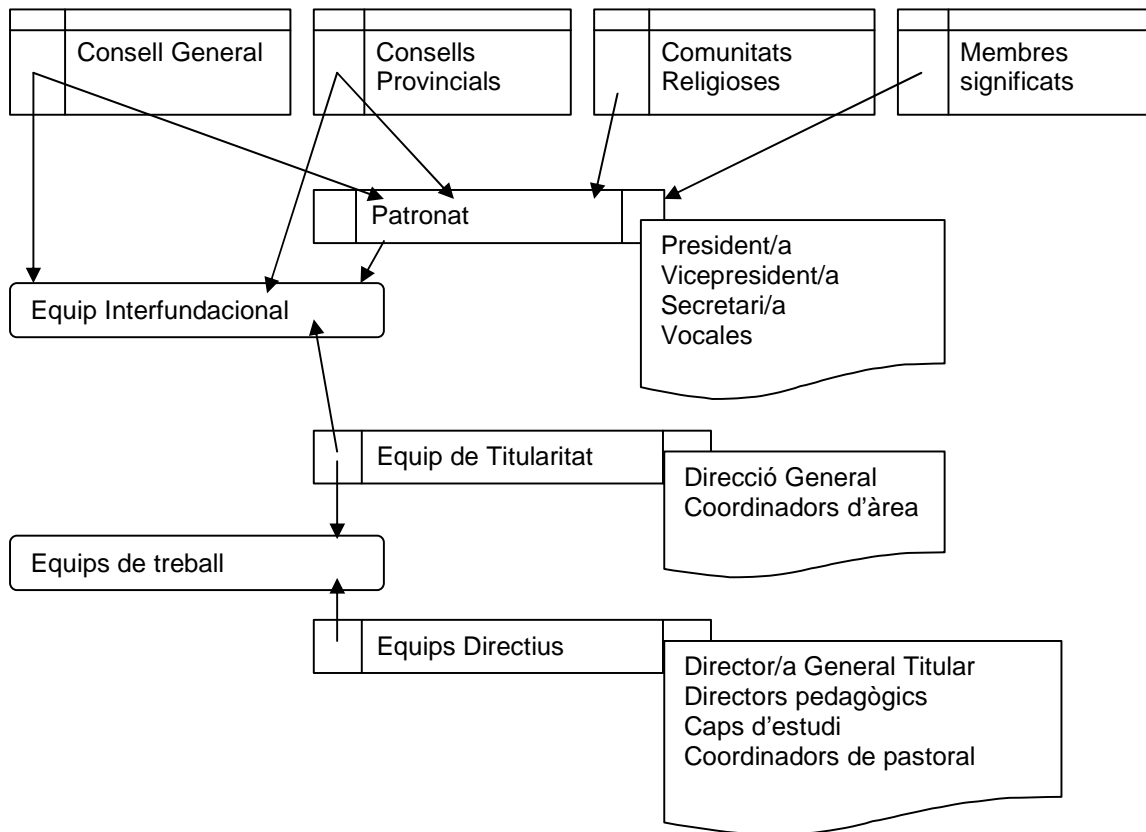 Consell General
Consells
Provincials
Comunitats
Religioses
Membres
significats
Patronat
President/a
Vicepresident/a
Secretari/a
Vocales
Equip Interfundacional
Equip de Titularitat
Direcció General
Coordinadors d’àrea
Equips de treball
Equips Directius
Director/a General Titular
Directors pedagògics
Caps d’estudi
Coordinadors de pastoral